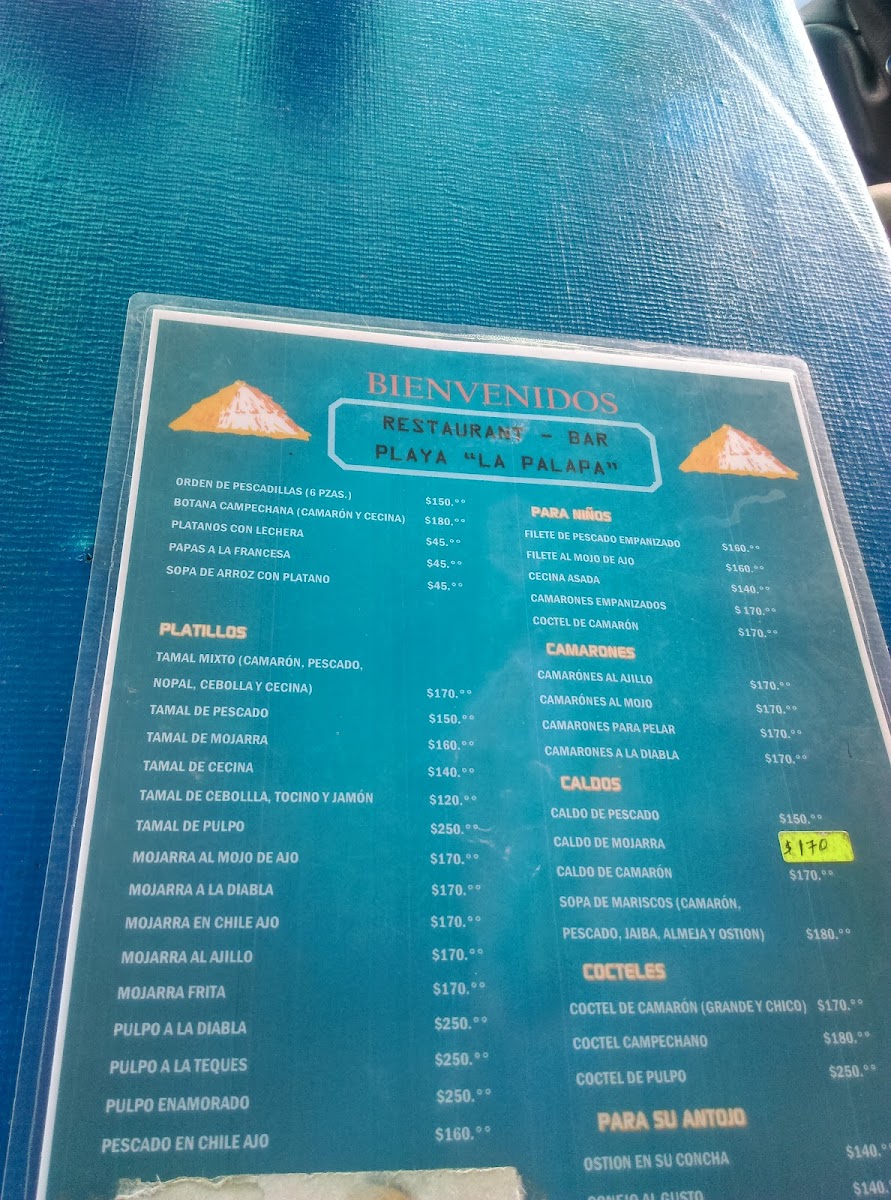 BIENVENIDOS
RESTAURANT - BAR
PLAYA "LA PALAPA"
ORDEN DE PESCADILLAS (6 PZAS.) $150.°°
BOTANA CAMPECHANA (CAMARÓN Y CECINA) $180.°°
PLATANOS CON LECHERA $45.°°
PAPAS A LA FRANCESA $45.°°
SOPA DE ARROZ CON PLATANO $45.°°
PLATILLOS
TAMAL MIXTO (CAMARÓN, PESCADO,
NOPAL, CEBOLLA Y CECINA) $170.°°
TAMAL DE PESCADO $150.°°
TAMAL DE MOJARRA $160.°°
TAMAL DE CECINA $140.°°
TAMAL DE CEBOLLLA, TOCINO Y JAMÓN $120.°°
TAMAL DE PULPO $250.°°
MOJARRA AL MOJO DE AJO $170.°°
MOJARRA A LA DIABLA $170.°°
MOJARRA EN CHILE AJO $170.°°
MOJARRA AL AJILLO $170.°°
MOJARRA FRITA $170.°°
PULPO A LA DIABLA $250.°°
PULPO A LA TEQUES $250.°°
PULPO ENAMORADO $250.°°
PESCADO EN CHILE AJO $160.°°
PARA NIÑOS
FILETE DE PESCADO EMPANIZADO $160.°°
FILETE AL MOJO DE AJO $160.°°
CECINA ASADA $140.°°
CAMARONES EMPANIZADOS $ 170.°°
COCTEL DE CAMARÓN $170.°°
CAMARONES
CAMARÓNES AL AJILLO $170.°°
CAMARÓNES AL MOJO $170.°°
CAMARONES PARA PELAR $170.°°
CAMARONES A LA DIABLA $170.°°
CALDOS
CALDO DE PESCADO $150.°°
CALDO DE MOJARRA $170
CALDO DE CAMARÓN $170.°°
SOPA DE MARISCOS (CAMARÓN,
PESCADO, JAIBA, ALMEJA Y OSTION) $180.°°
COCTELES
COCTEL DE CAMARÓN (GRANDE Y CHICO) $170.°°
COCTEL CAMPECHANO $180.°°
COCTEL DE PULPO $250.°°
PARA SU ANTOJO
OSTION EN SU CONCHA $140.°°
CONEJO AL GUSTO $140.